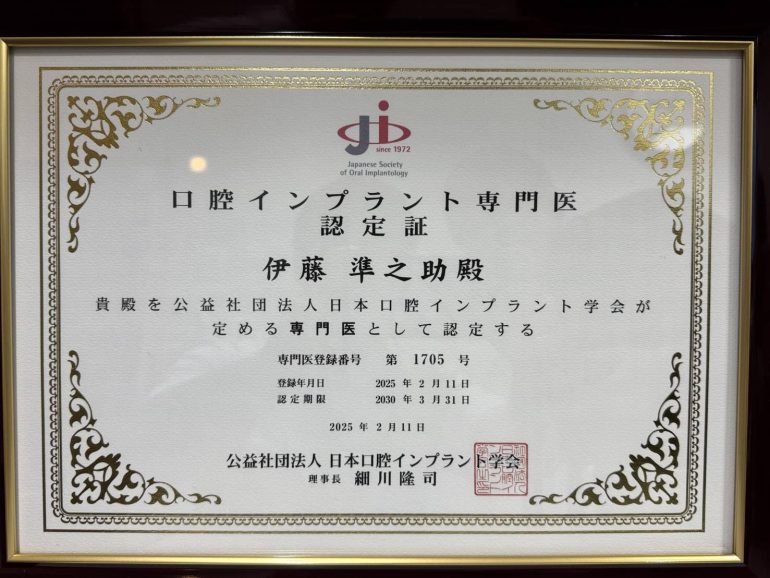 Ji
since 1972
Japanese Society
of Oral Implantology
口腔インプラント専門医
認定証
伊藤 準之助殿
貴殿を公益社団法人日本口腔インプラント学会が
定める専門医として認定する
専門医登録番号 第 1705 号
登録年月日 2025 年 2 月 11 日
認定期限 2030 年 3 月 31 日
2025 年 2 月 11 日
公益社団法人 日本口腔インプラント学会
理事長 細川隆司